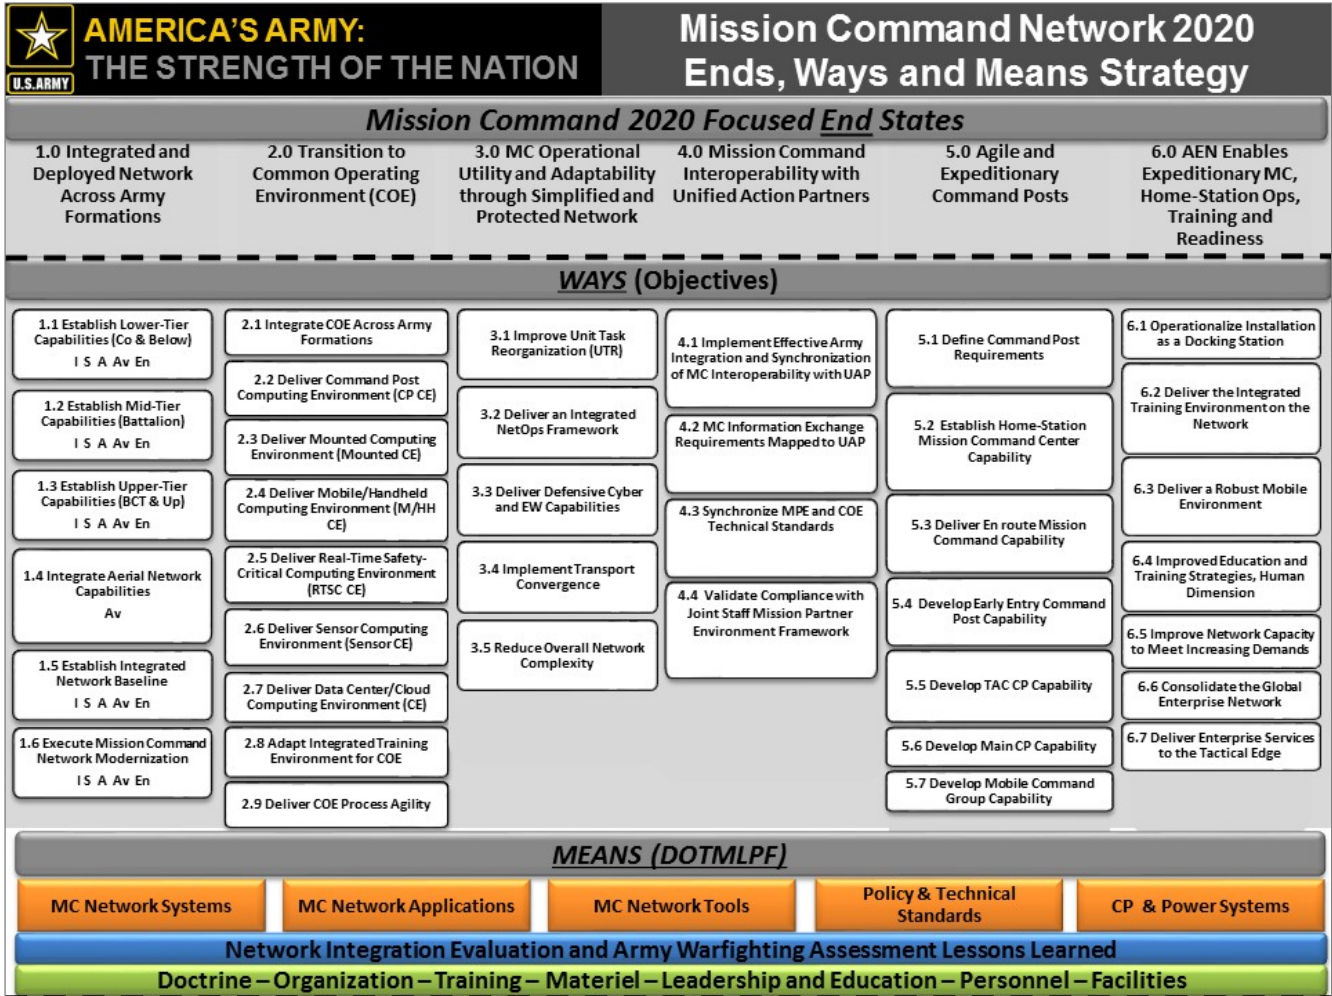 AMERICA'S ARMY:
THE STRENGTH OF THE NATION
U.S.ARMY
Mission Command Network 2020
Ends, Ways and Means Strategy
Mission Command 2020 Focused End States
1.0 Integrated and
Deployed Network
Across Army
Formations
2.0 Transition to
Common Operating
Environment (COE)
3.0 MC Operational
Utility and Adaptability
through Simplified and
Protected Network
4.0 Mission Command
Interoperability with
Unified Action Partners
5.0 Agile and
Expeditionary
Command Posts
6.0 AEN Enables
Expeditionary MC,
Home-Station Ops,
Training and
Readiness
WAYS (Objectives)
1.1 Establish Lower-Tier
Capabilities (Co & Below)
I S A Av En
1.2 Establish Mid-Tier
Capabilities (Battalion)
I S A Av En
1.3 Establish Upper-Tier
Capabilities (BCT & Up)
I S A Av En
1.4 Integrate Aerial Network
Capabilities
Av
1.5 Establish Integrated
Network Baseline
I S A Av En
1.6 Execute Mission Command
Network Modernization
I S A Av En
2.1 Integrate COE Across Army
Formations
2.2 Deliver Command Post
Computing Environment (CP CE)
2.3 Deliver Mounted Computing
Environment (Mounted CE)
2.4 Deliver Mobile/Handheld
Computing Environment (M/HH
CE)
2.5 Deliver Real-Time Safety-
Critical Computing Environment
(RTSC CE)
2.6 Deliver Sensor Computing
Environment (Sensor CE)
2.7 Deliver Data Center/Cloud
Computing Environment (CE)
2.8 Adapt Integrated Training
Environment for COE
2.9 Deliver COE Process Agility
3.1 Improve Unit Task
Reorganization (UTR)
3.2 Deliver an Integrated
NetOps Framework
3.3 Deliver Defensive Cyber
and EW Capabilities
3.4 Implement Transport
Convergence
3.5 Reduce Overall Network
Complexity
4.1 Implement Effective Army
Integration and Synchronization
of MC Interoperability with UAP
4.2 MC Information Exchange
Requirements Mapped to UAP
4.3 Synchronize MPE and COE
Technical Standards
4.4 Validate Compliance with
Joint Staff Mission Partner
Environment Framework
5.1 Define Command Post
Requirements
5.2 Establish Home-Station
Mission Command Center
Capability
5.3 Deliver En route Mission
Command Capability
5.4 Develop Early Entry Command
Post Capability
5.5 Develop TAC CP Capability
5.6 Develop Main CP Capability
5.7 Develop Mobile Command
Group Capability
6.1 Operationalize Installation
as a Docking Station
6.2 Deliver the Integrated
Training Environment on the
Network
6.3 Deliver a Robust Mobile
Environment
6.4 Improved Education and
Training Strategies, Human
Dimension
6.5 Improve Network Capacity
to Meet Increasing Demands
6.6 Consolidate the Global
Enterprise Network
6.7 Deliver Enterprise Services
to the Tactical Edge
MEANS (DOTMLPF)
MC Network Systems
MC Network Applications
MC Network Tools
Policy & Technical
Standards
CP & Power Systems
Network Integration Evaluation and Army Warfighting Assessment Lessons Learned
Doctrine – Organization – Training – Materiel – Leadership and Education – Personnel – Facilities